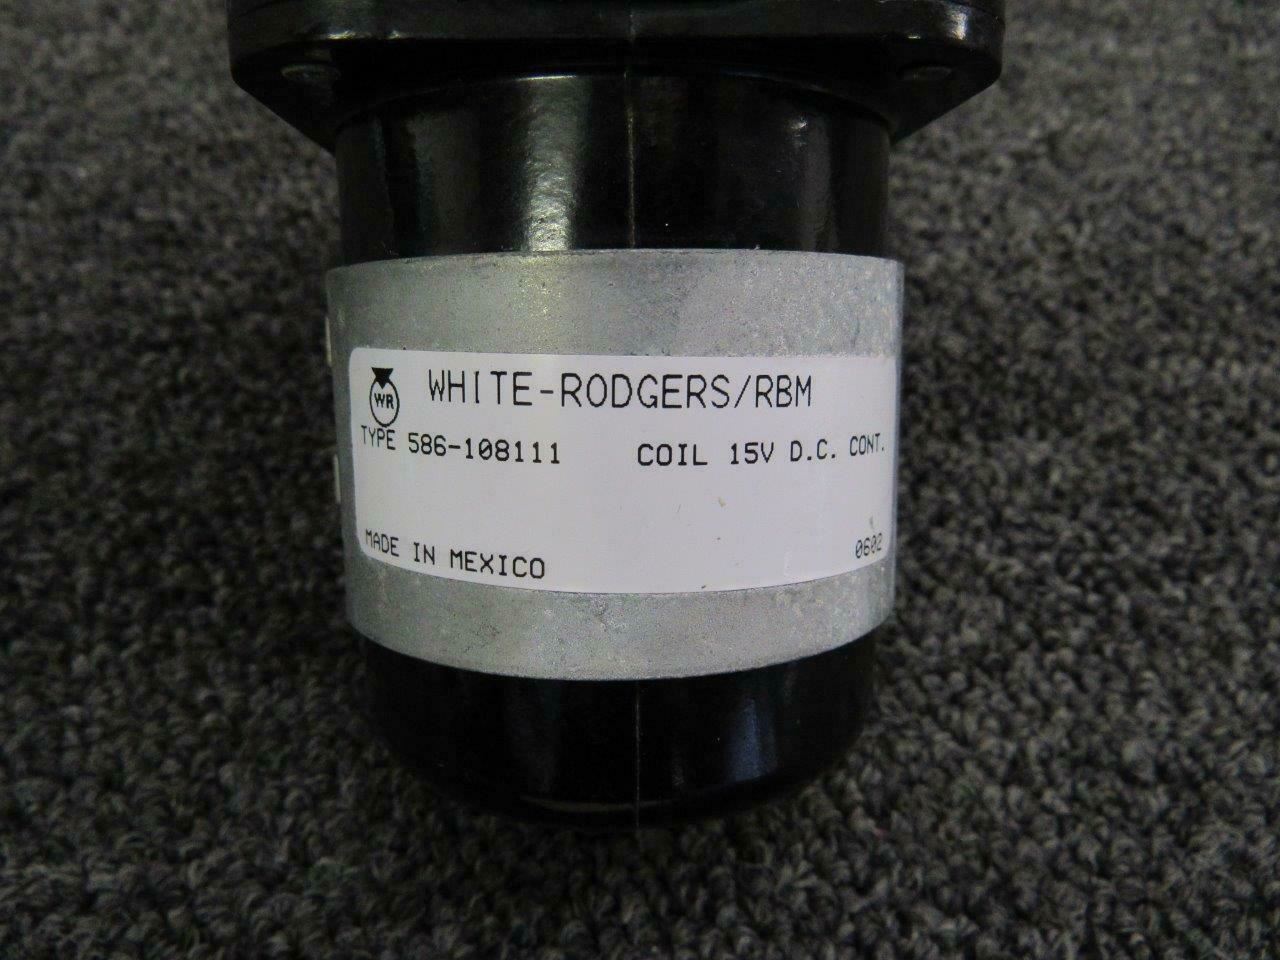 WHITE-RODGERS/RBM
WR
TYPE 586-108111 COIL 15V D.C. CONT.
MADE IN MEXICO 0602